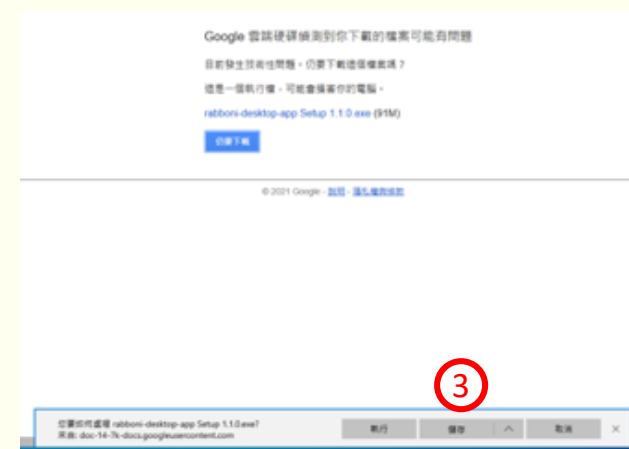 Google 雲端硬碟偵測到你下載的檔案可能有問題
目前發生技術性問題，仍要下載這個檔案嗎？
這是一個執行檔，可能會損害你的電腦。
rabboni-desktop-app Setup 1.1.0.exe (91M)
仍要下載
© 2021 Google - 說明 - 隱私權與條款
3
您要如何處理 rabboni-desktop-app Setup 1.1.0.exe?
來自: doc-14-7k-docs.googleusercontent.com
執行
儲存
取消